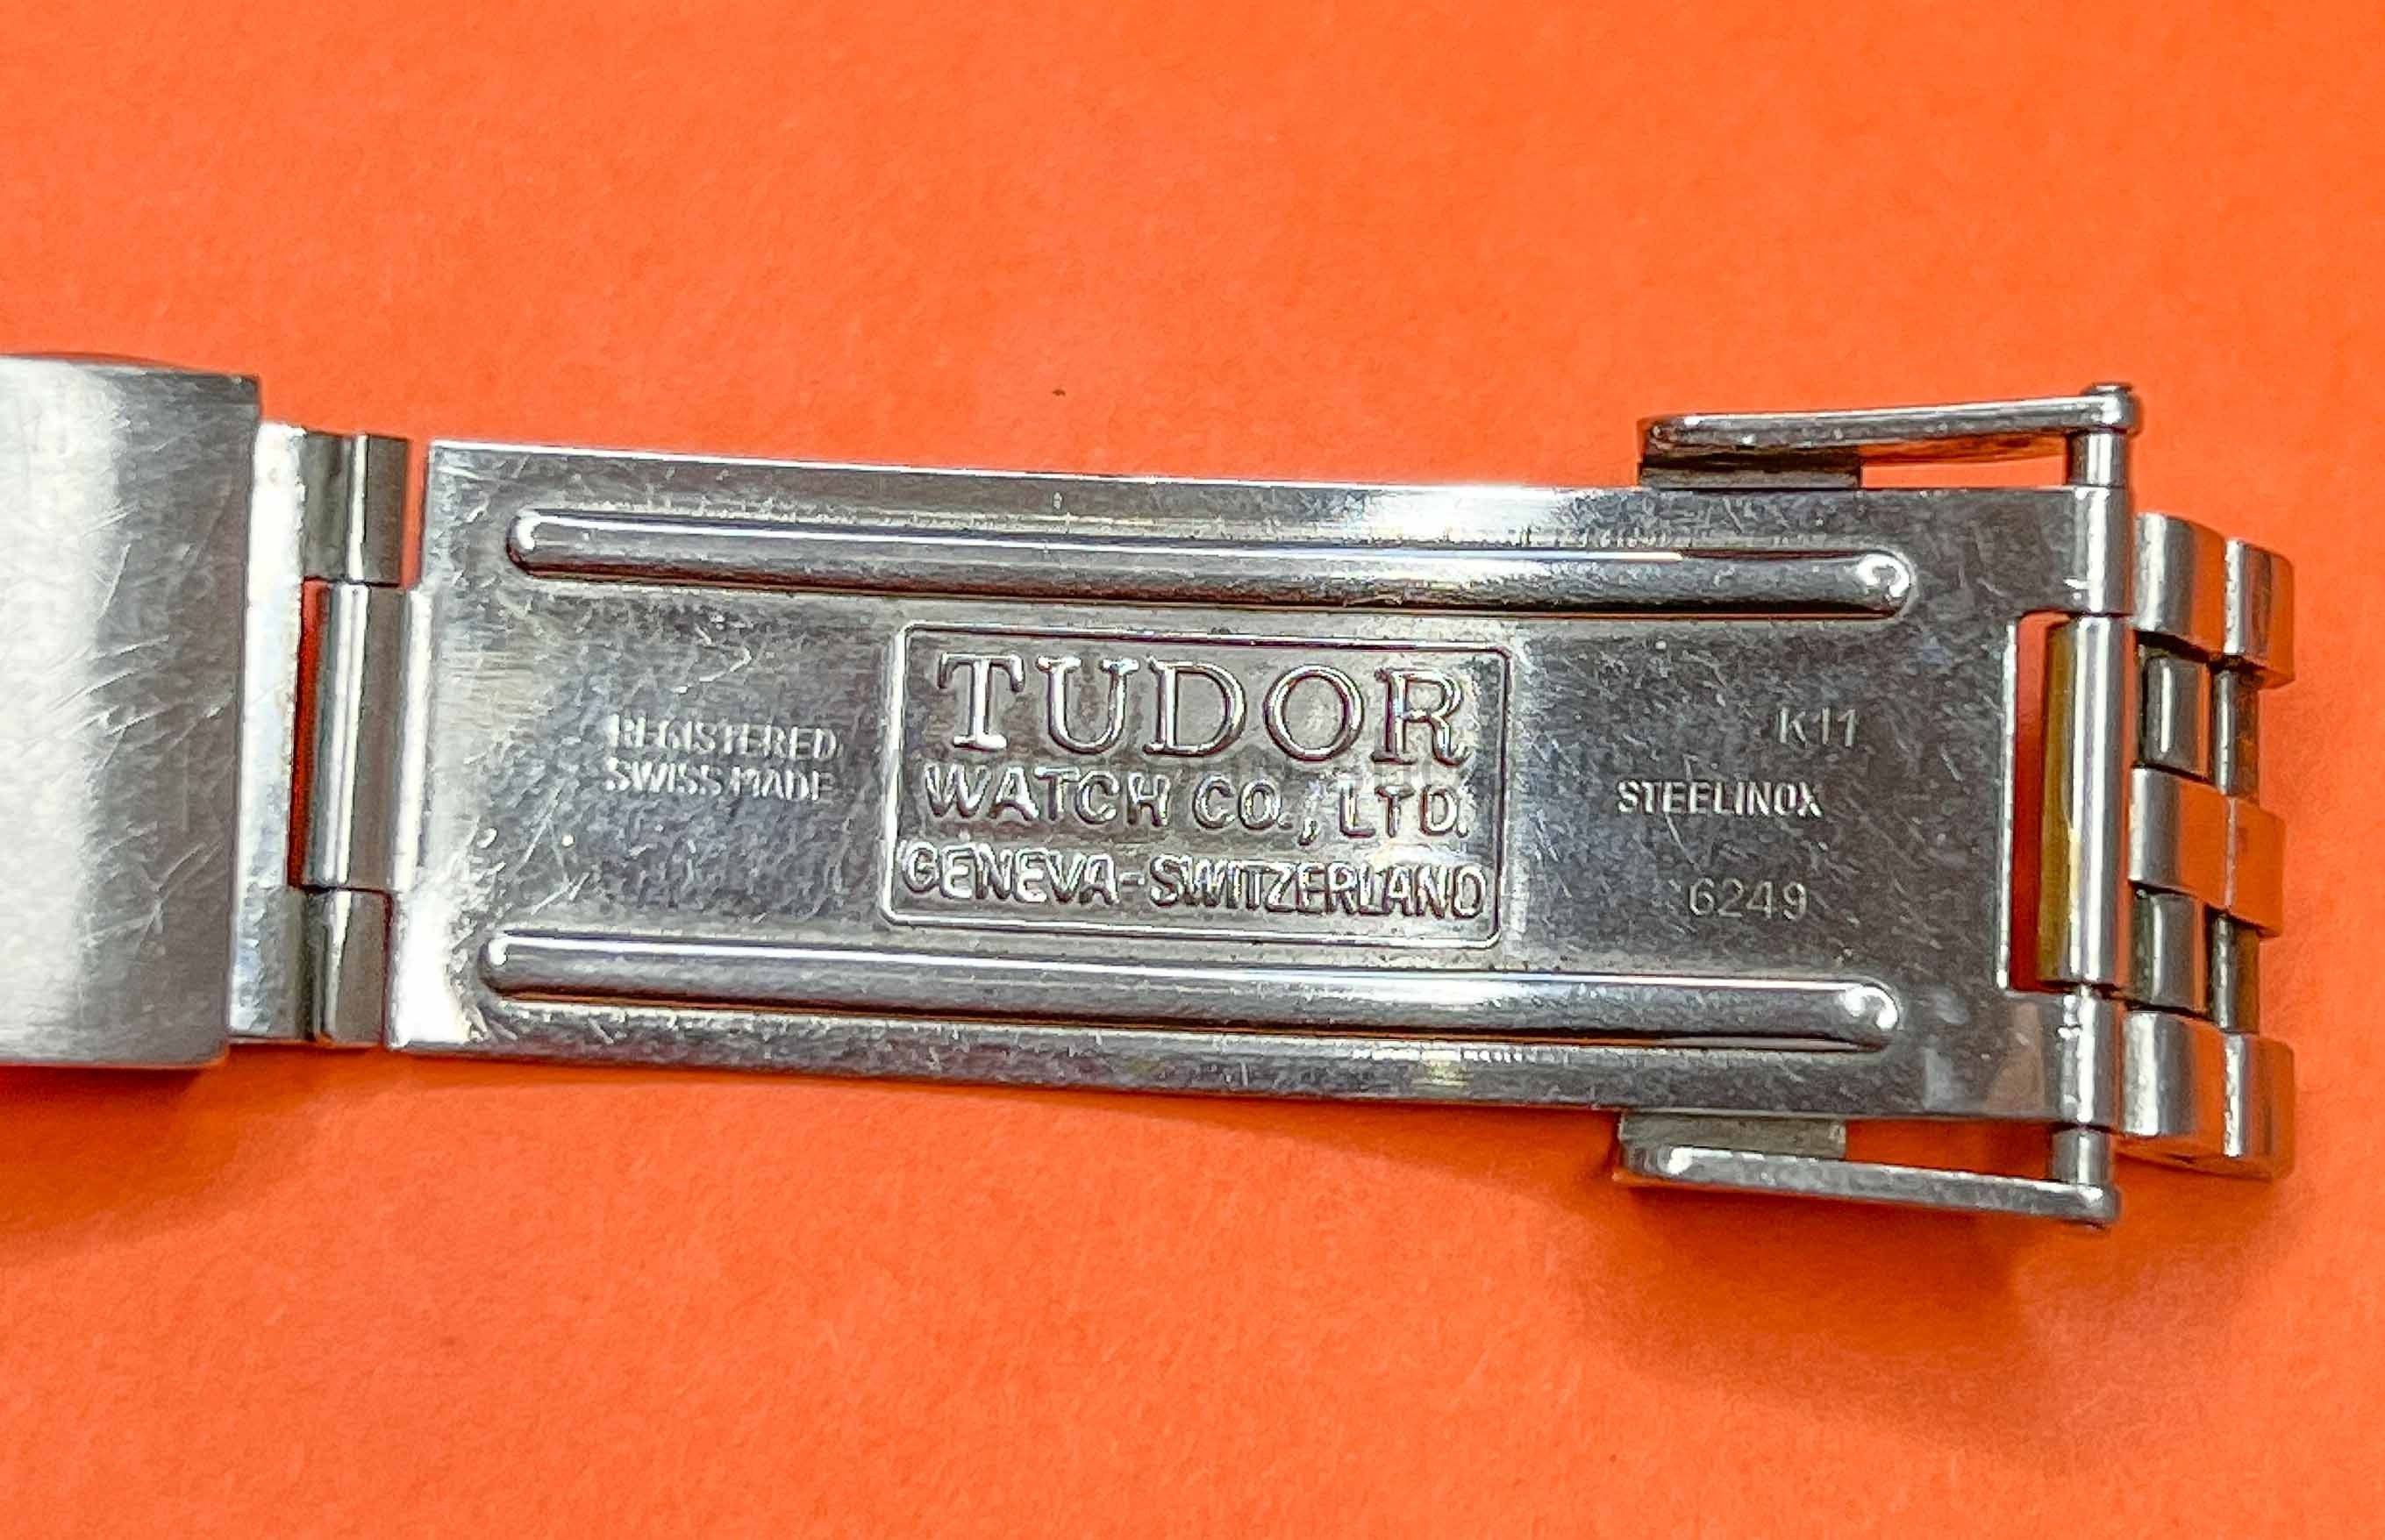 REGISTERED
SWISS MADE
TUDOR
WATCH CO., LTD.
GENEVA-SWITZERLAND
K11
STEELINOX
6249